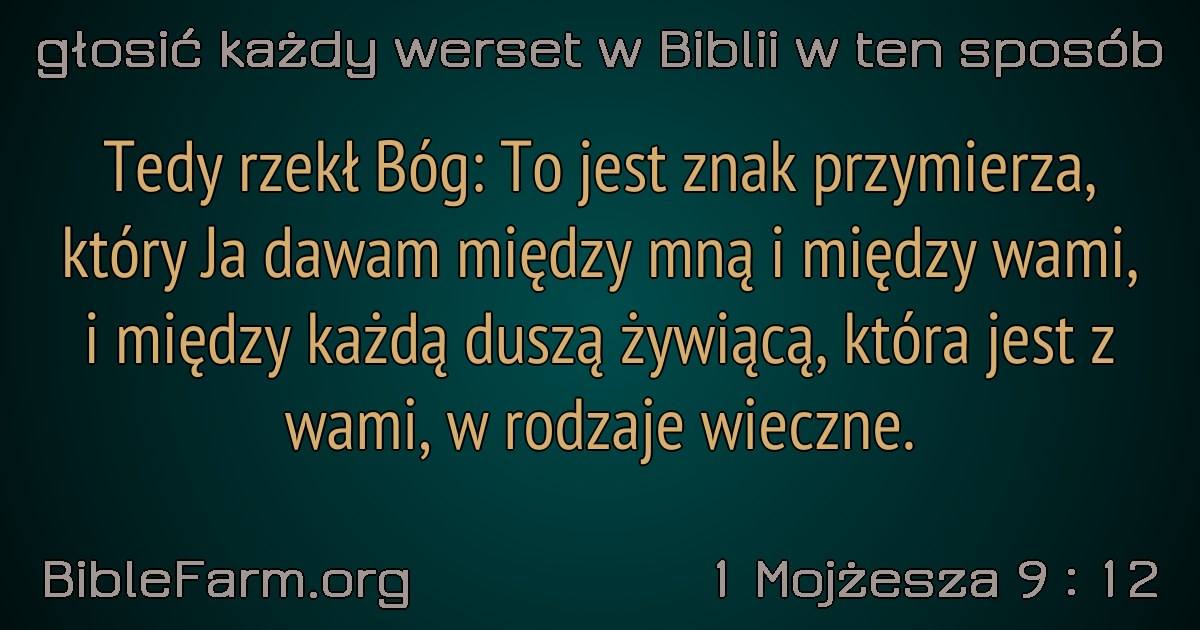 głosić każdy werset w Biblii w ten sposób
Tedy rzekł Bóg: To jest znak przymierza,
który Ja dawam między mną i między wami,
i między każdą duszą żywiącą, która jest z
wami, w rodzaje wieczne.
BibleFarm.org
1 Mojżesza 9 : 12